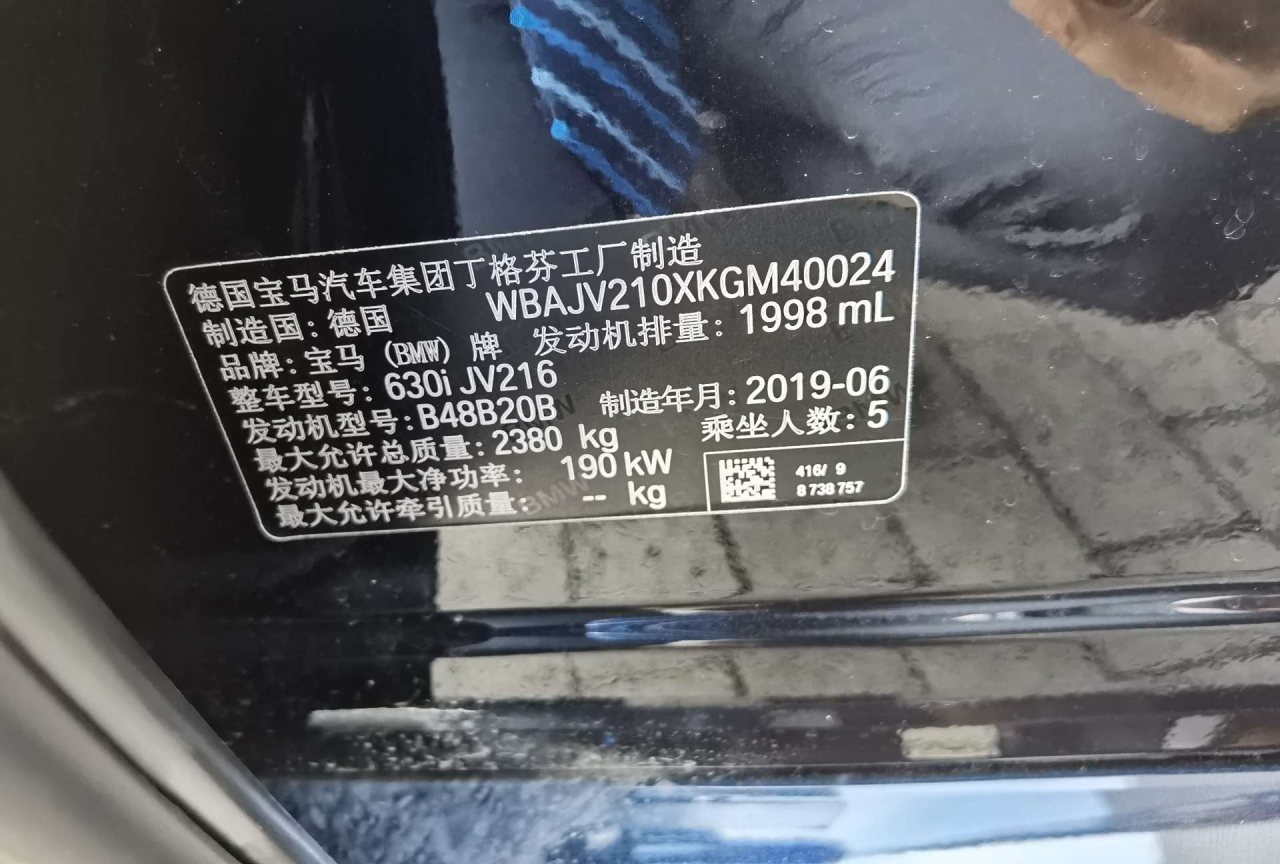 德国宝马汽车集团丁格芬工厂制造
制造国: 德国 WBAJV210XKGM40024
品牌: 宝马 (BMW) 牌 发动机排量: 1998 mL
整车型号: 630i JV216
发动机型号: B48B20B 制造年月: 2019-06
最大允许总质量: 2380 kg 乘坐人数: 5
发动机最大净功率: 190 kW
最大允许牵引质量: -- kg
416/ 9
8 738 757